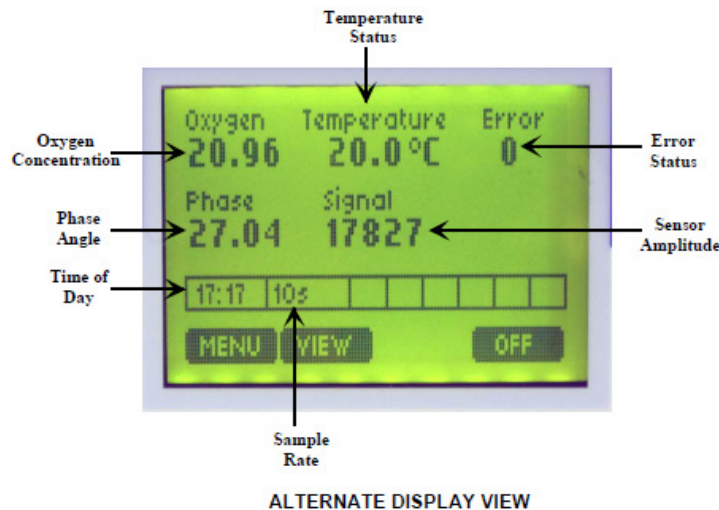 Temperature
Status
Oxygen Temperature Error
Oxygen
Concentration
20.96 20.0 °C 0
Error
Status
Phase Signal
Phase
Angle
27.04 17827
Sensor
Amplitude
Time of
Day
17:17 10s
MENU VIEW OFF
Sample
Rate
ALTERNATE DISPLAY VIEW